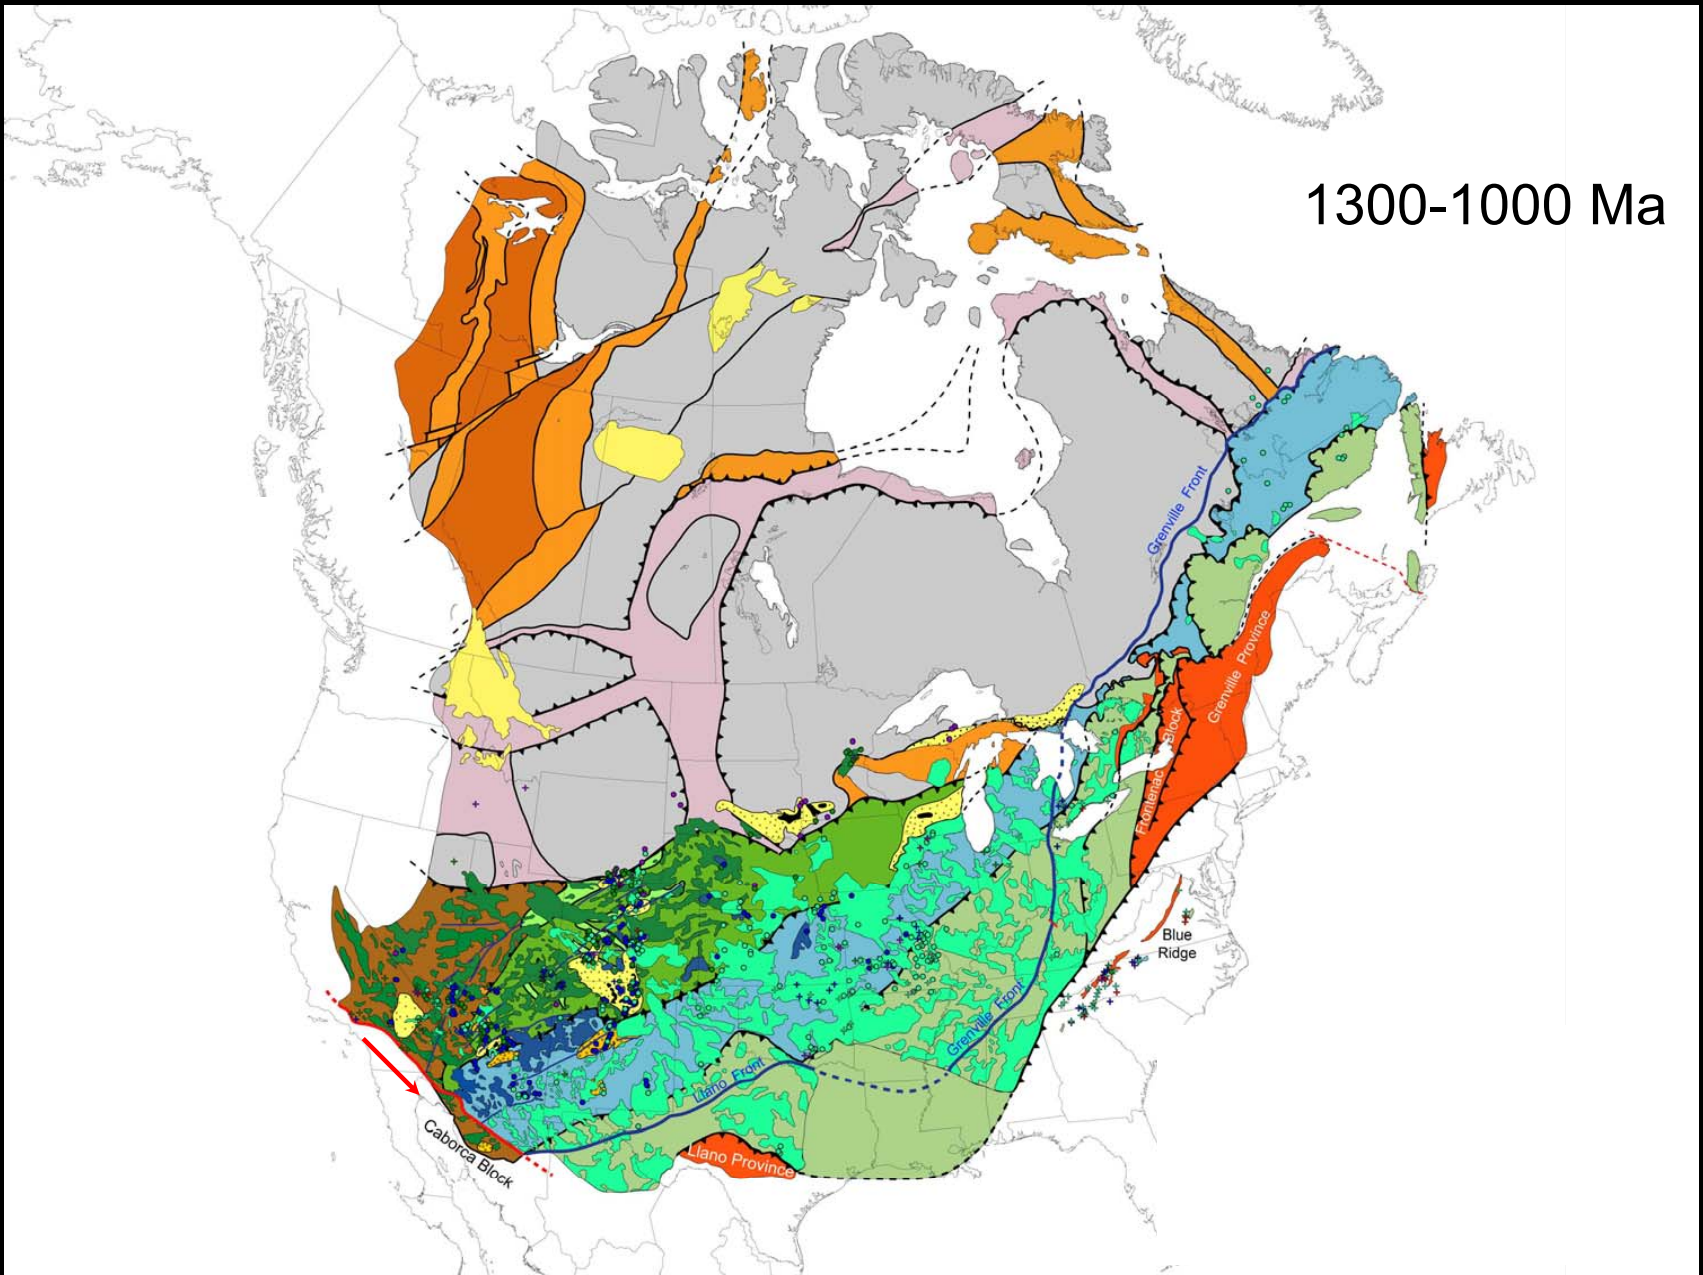 1300-1000 Ma
Grenville Front
Grenville Province
Frontenac Block
Blue
Ridge
Grenville Front
Llano Front
Caborca Block
Llano Province